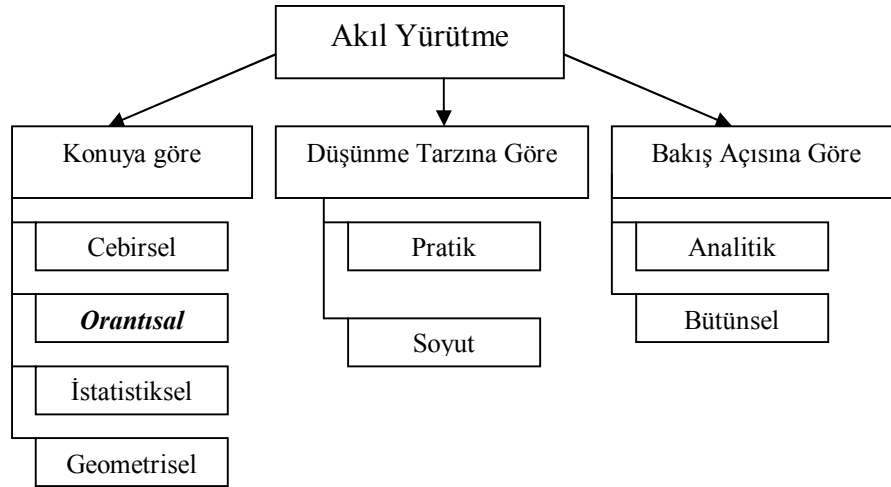 Akıl Yürütme
Konuya göre
Cebirsel
Orantısal
İstatistiksel
Geometrisel
Düşünme Tarzına Göre
Pratik
Soyut
Bakış Açısına Göre
Analitik
Bütünsel